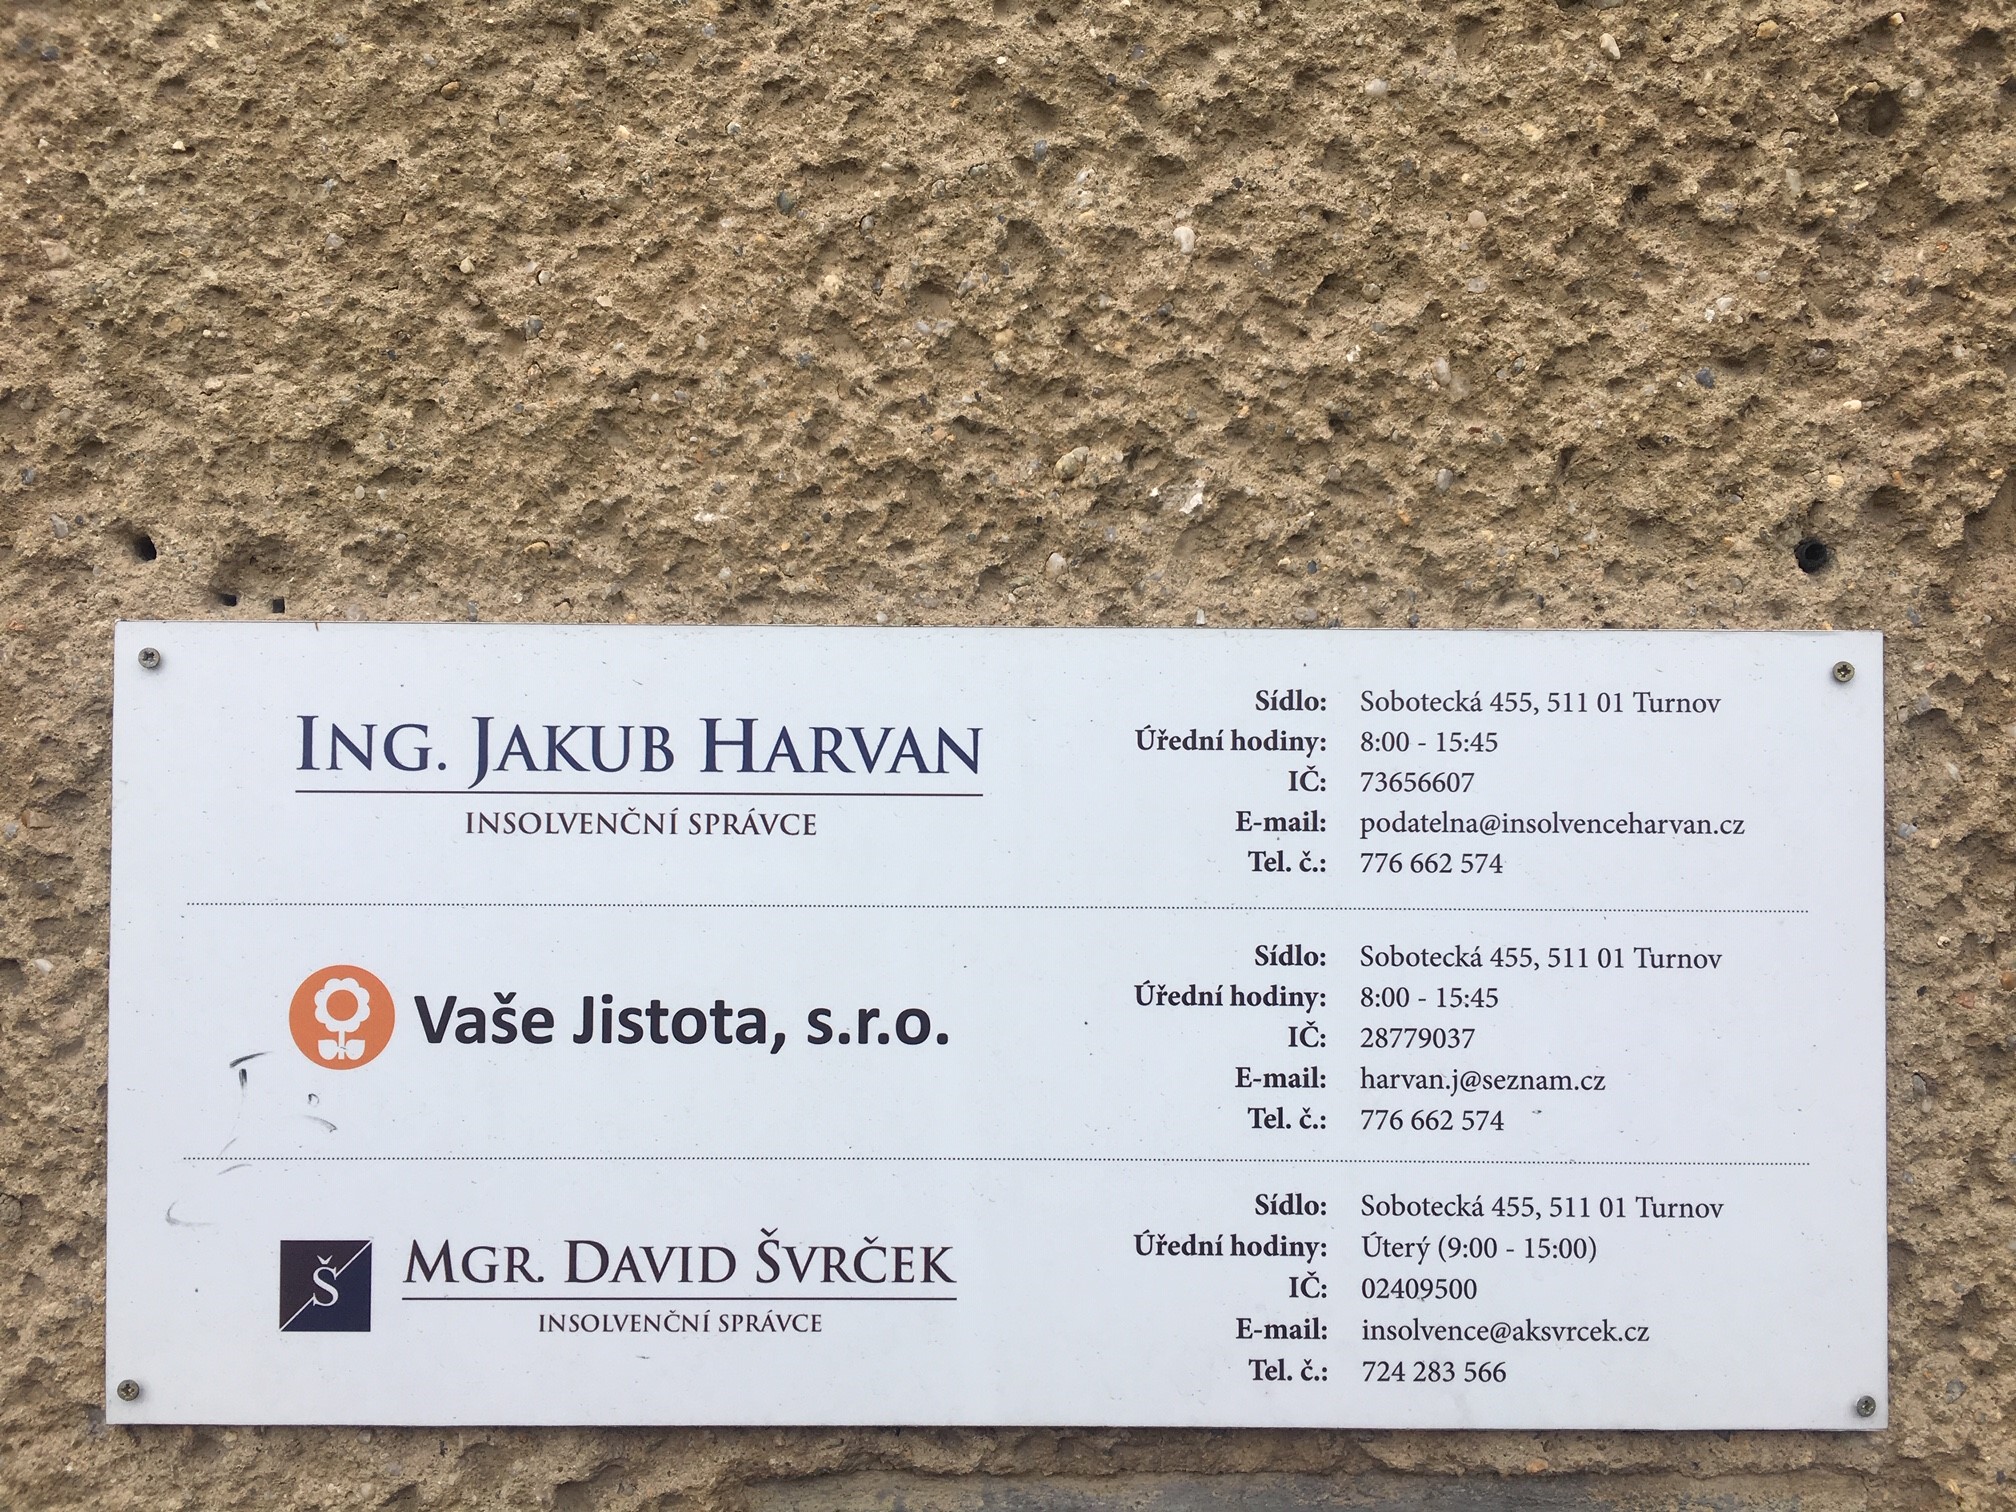 ING. JAKUB HARVAN
INSOLVENČNÍ SPRÁVCE
Sídlo: Sobotecká 455, 511 01 Turnov
Úřední hodiny: 8:00 - 15:45
IČ: 73656607
E-mail: podatelna@insolvenceharvan.cz
Tel. č.: 776 662 574
Vaše Jistota, s.r.o.
Sídlo: Sobotecká 455, 511 01 Turnov
Úřední hodiny: 8:00 - 15:45
IČ: 28779037
E-mail: harvan.j@seznam.cz
Tel. č.: 776 662 574
Š
MGR. DAVID ŠVRČEK
INSOLVENČNÍ SPRÁVCE
Sídlo: Sobotecká 455, 511 01 Turnov
Úřední hodiny: Úterý (9:00 - 15:00)
IČ: 02409500
E-mail: insolvence@aksvrcek.cz
Tel. č.: 724 283 566